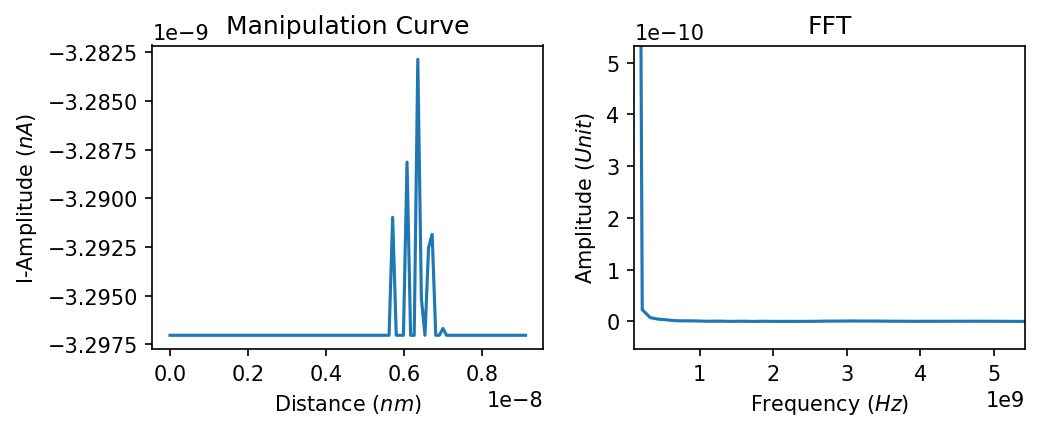 Manipulation Curve
1e−9
−3.2825
−3.2850
−3.2875
−3.2900
−3.2925
−3.2950
−3.2975
I-Amplitude (nA)
0.0 0.2 0.4 0.6 0.8
Distance (nm)
1e−8
FFT
1e−10
5
4
3
2
1
0
Amplitude (Unit)
1 2 3 4 5
Frequency (Hz)
1e9